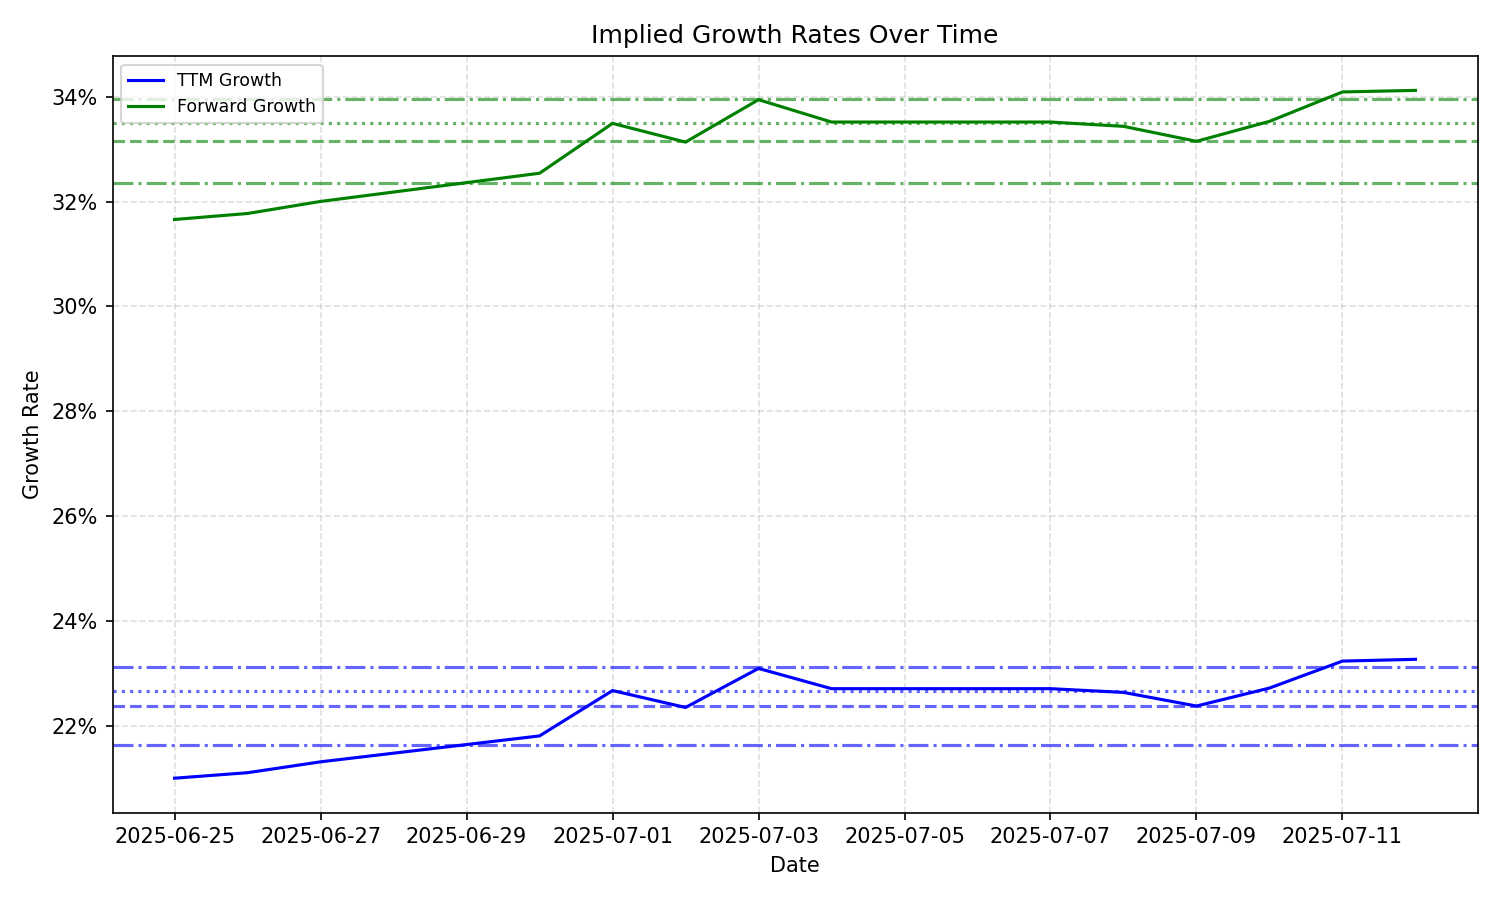 Implied Growth Rates Over Time
TTM Growth
Forward Growth
34%
32%
30%
28%
26%
24%
22%
Growth Rate
2025-06-25 2025-06-27 2025-06-29 2025-07-01 2025-07-03 2025-07-05 2025-07-07 2025-07-09 2025-07-11
Date